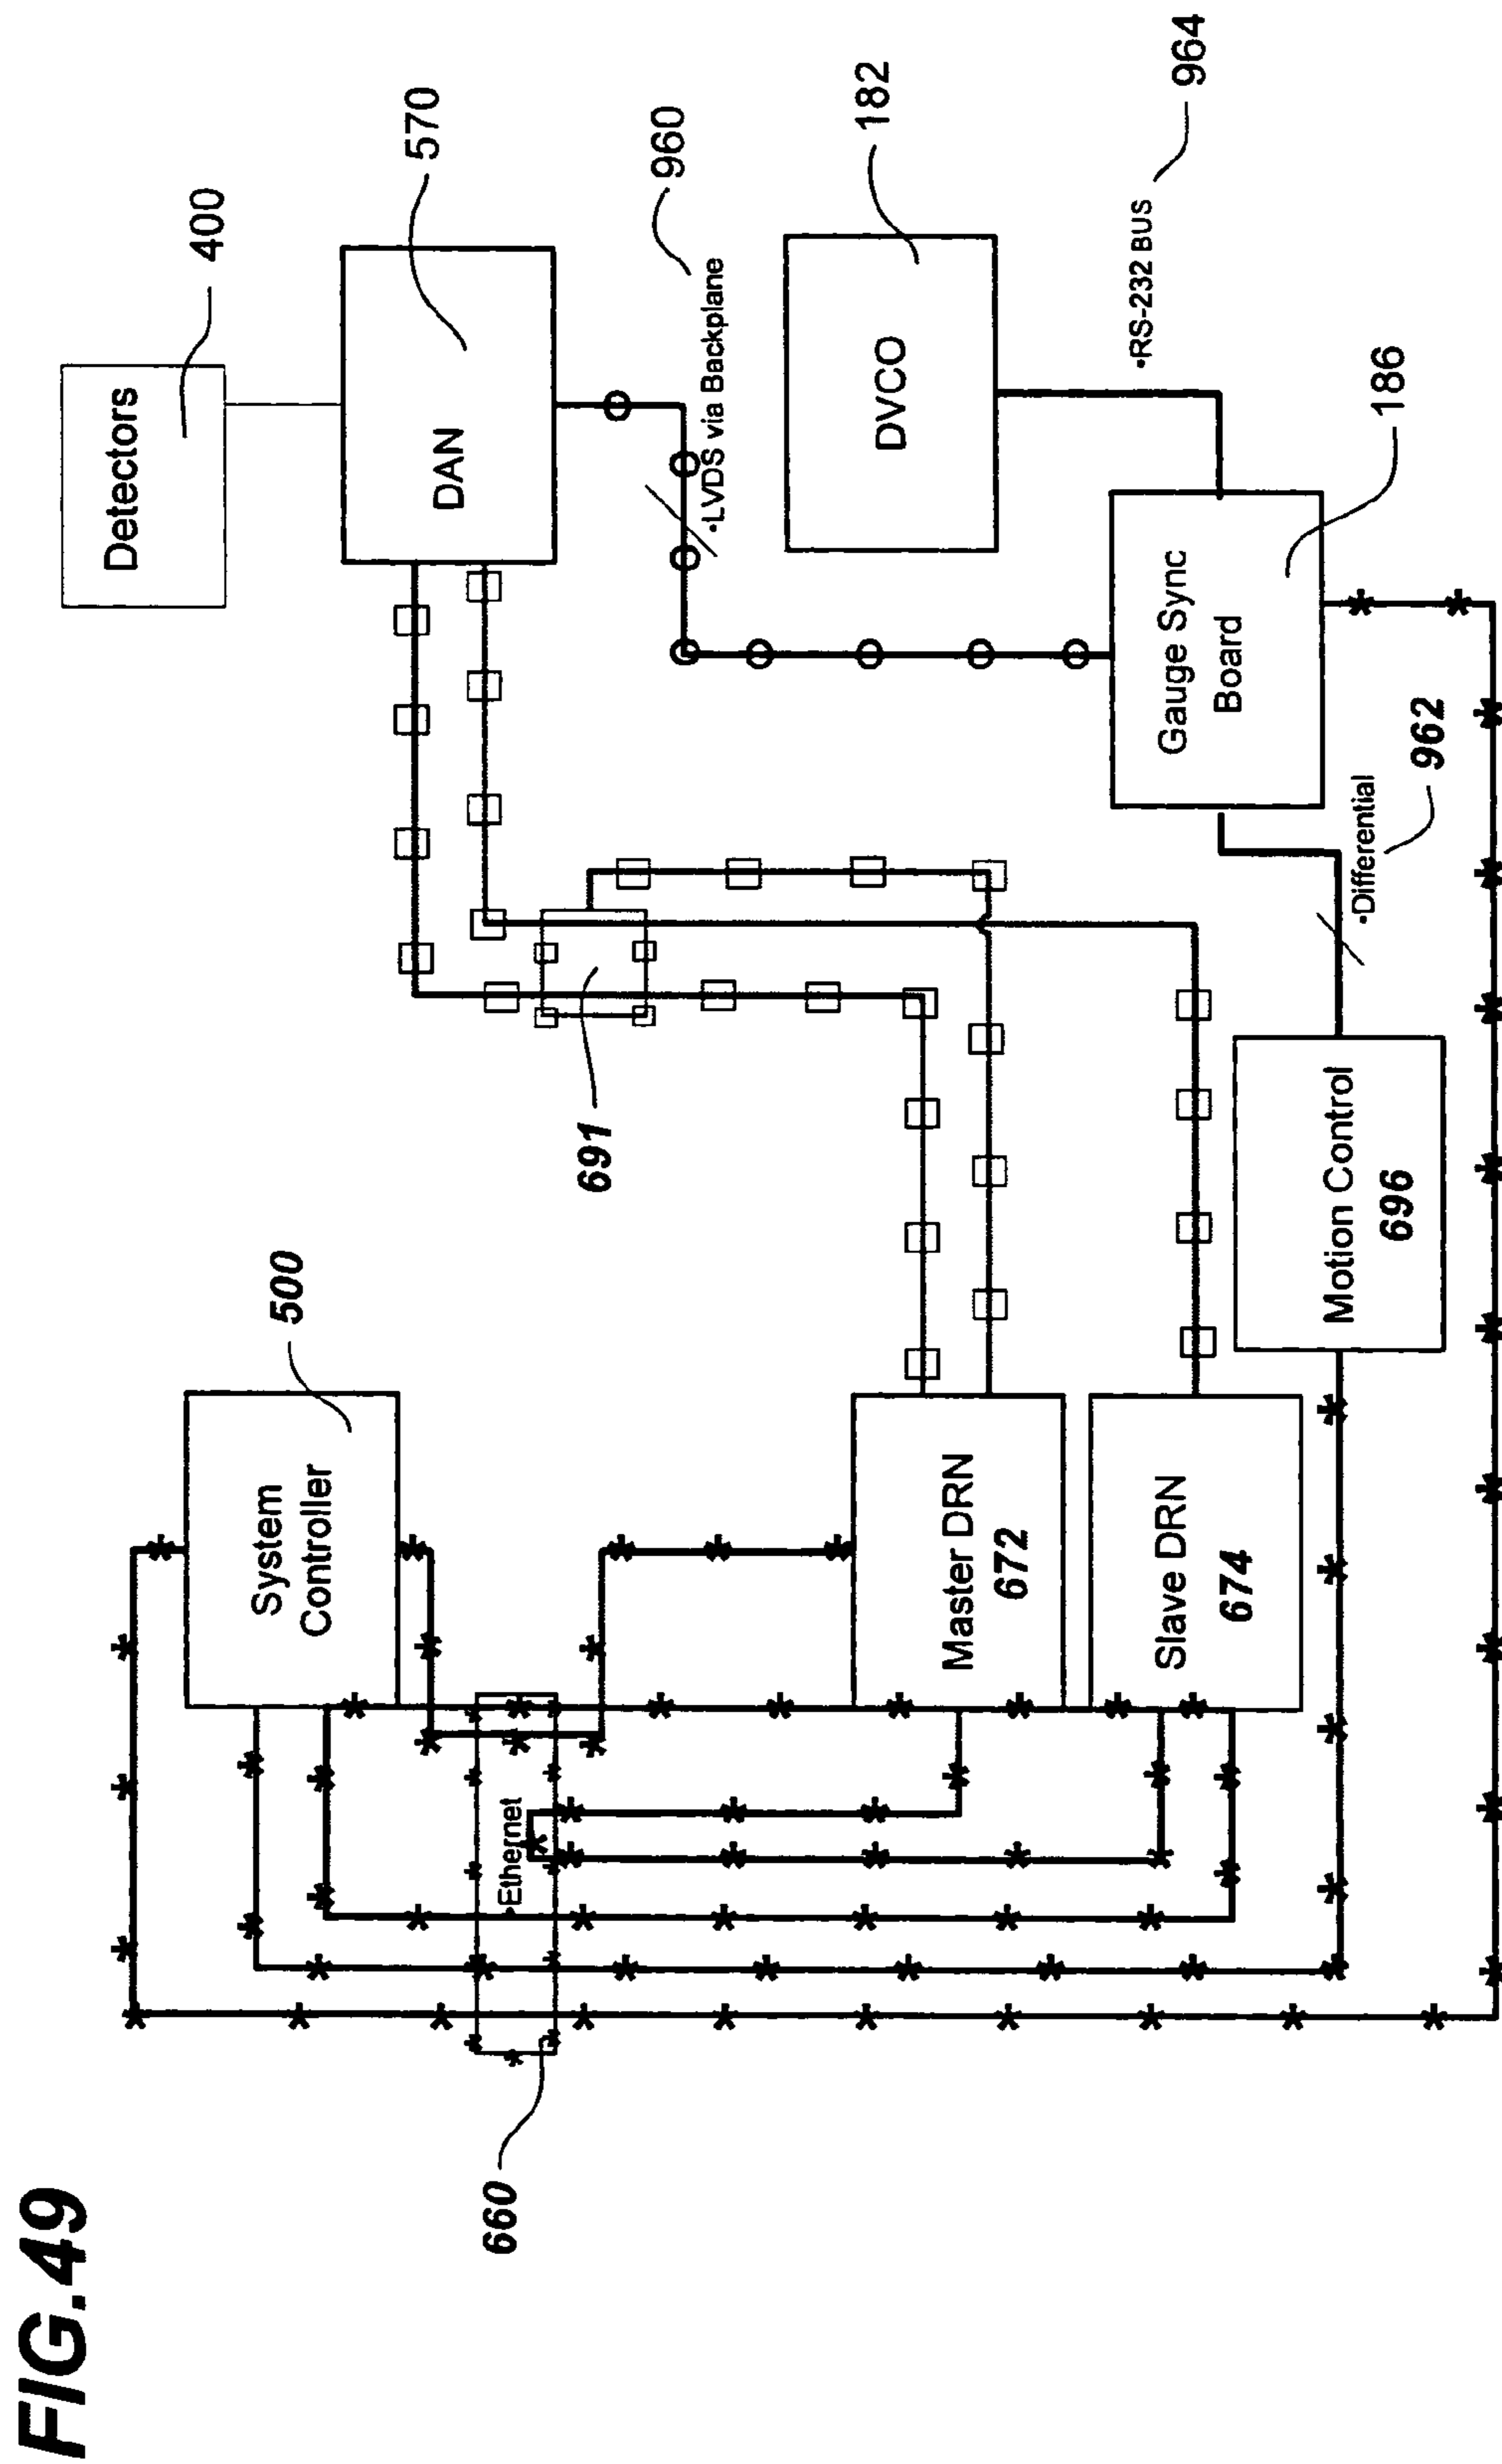 FIG.49
Detectors
400
DAN
570
•LVDS via Backplane
960
DVCO
182
•RS-232 BUS
964
Gauge Sync
Board
186
•Differential
962
Motion Control
696
691
System
Controller
500
Master DRN
672
Slave DRN
674
•Ethernet
660